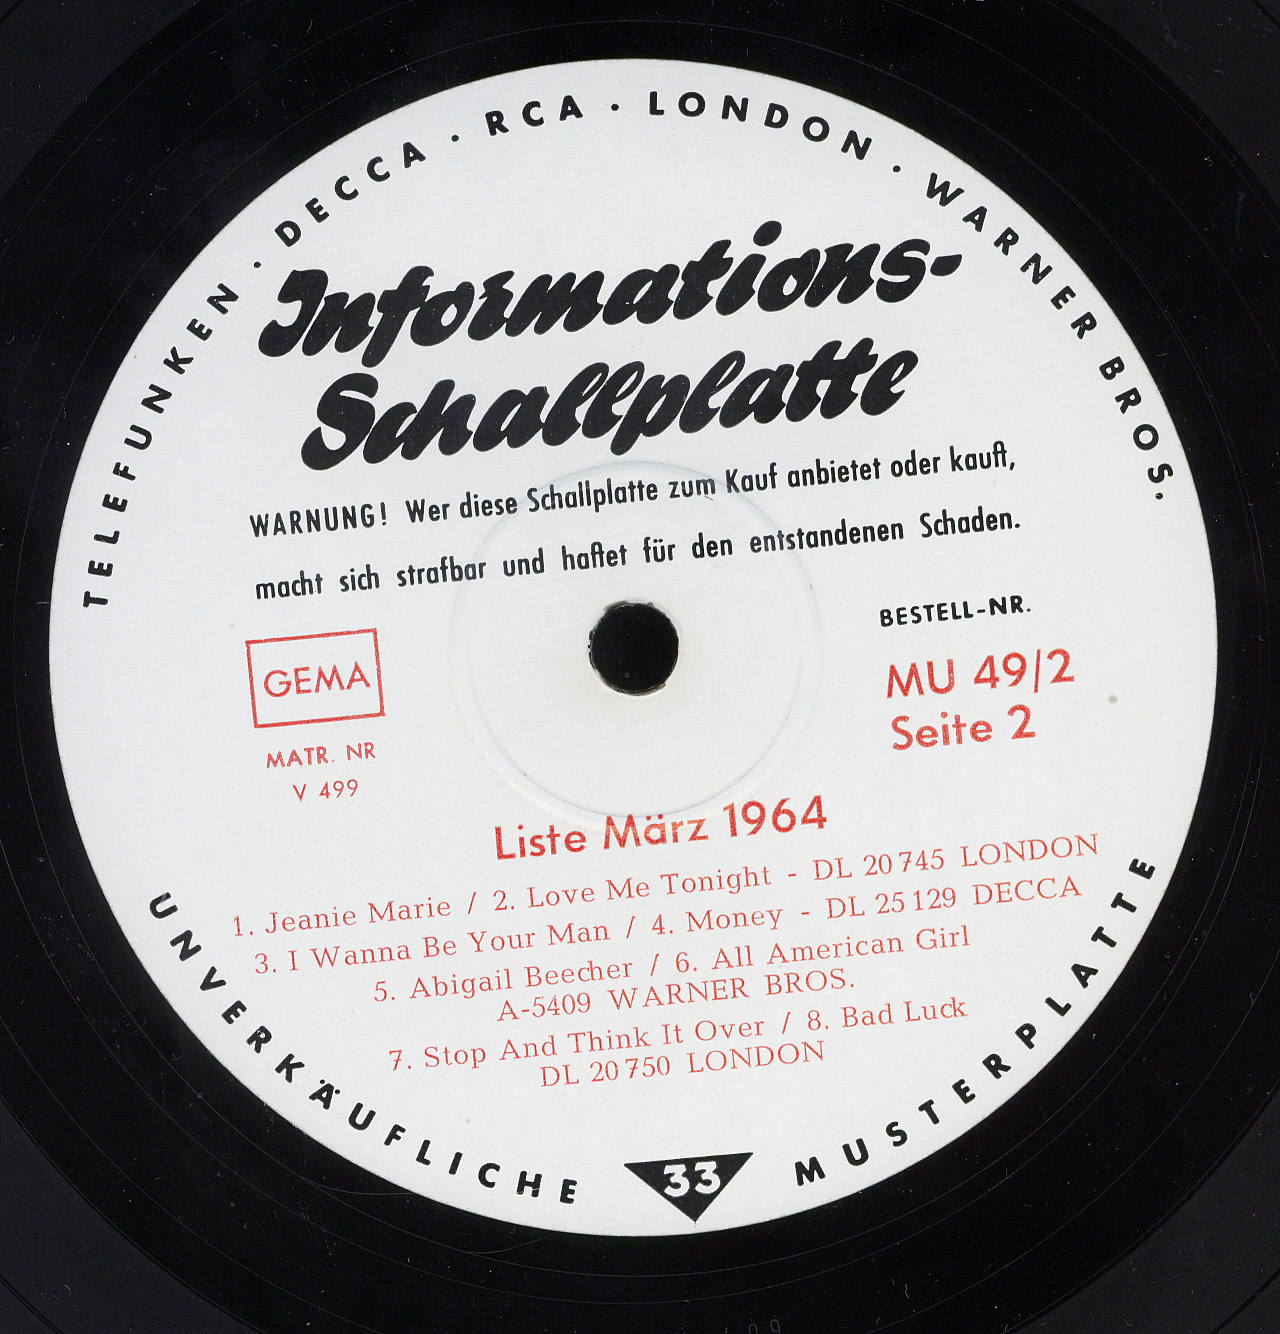 TELEFUNKEN · DECCA · RCA · LONDON · WARNER BROS.
Informations-
Schallplatte
WARNUNG! Wer diese Schallplatte zum Kauf anbietet oder kauft,
macht sich strafbar und haftet für den entstandenen Schaden.
BESTELL-NR.
GEMA
MU 49/2
Seite 2
MATR. NR
V 499
Liste März 1964
1. Jeanie Marie / 2. Love Me Tonight - DL 20 745 LONDON
3. I Wanna Be Your Man / 4. Money - DL 25 129 DECCA
5. Abigail Beecher / 6. All American Girl
A-5409 WARNER BROS.
7. Stop And Think It Over / 8. Bad Luck
DL 20 750 LONDON
UNVERKÄUFLICHE MUSTERPLATTE
33